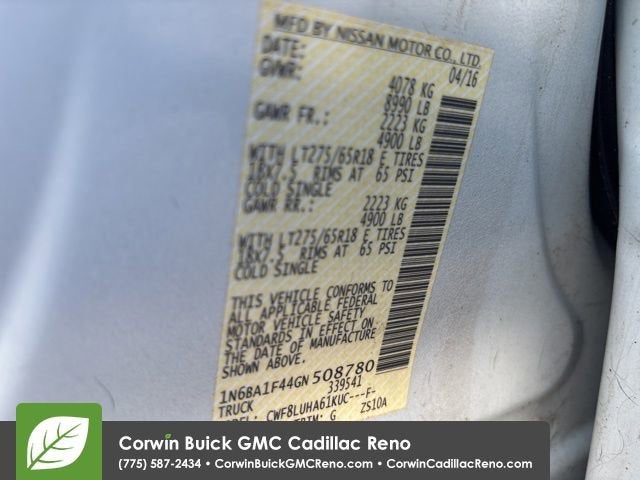 MFD BY NISSAN MOTOR CO., LTD.
DATE: 04/16
GVWR: 4078 KG
8990 LB
GAWR FR.: 2223 KG
4900 LB
WITH LT275/65R18 E TIRES
18X7.5 RIMS AT 65 PSI
COLD SINGLE
GAWR RR.: 2223 KG
4900 LB
WITH LT275/65R18 E TIRES
18X7.5 RIMS AT 65 PSI
COLD SINGLE
THIS VEHICLE CONFORMS TO
ALL APPLICABLE FEDERAL
MOTOR VEHICLE SAFETY
STANDARDS IN EFFECT ON
THE DATE OF MANUFACTURE
SHOWN ABOVE.
1N6BA1F44GN508780
TRUCK 339541
CWF8LUHA61KUC---F-
TRIM: G ZS10A
Corwin Buick GMC Cadillac Reno
(775) 587-2434 • CorwinBuickGMCReno.com • CorwinCadillacReno.com